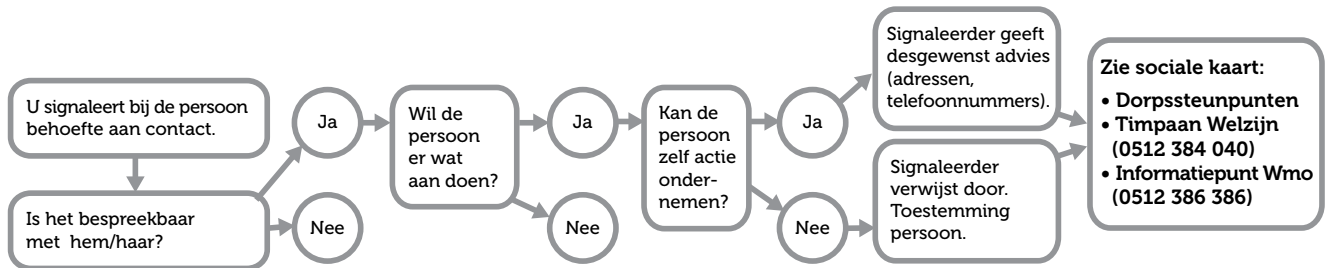 U signaleert bij de persoon
behoefte aan contact.
Is het bespreekbaar
met hem/haar?
Ja
Nee
Wil de
persoon
er wat
aan doen?
Ja
Nee
Kan de
persoon
zelf actie
onder-
nemen?
Ja
Nee
Signaleerder geeft
desgewenst advies
(adressen,
telefoonnummers).
Signaleerder
verwijst door.
Toestemming
persoon.
Zie sociale kaart:
• Dorpssteunpunten
• Timpaan Welzijn
(0512 384 040)
• Informatiepunt Wmo
(0512 386 386)